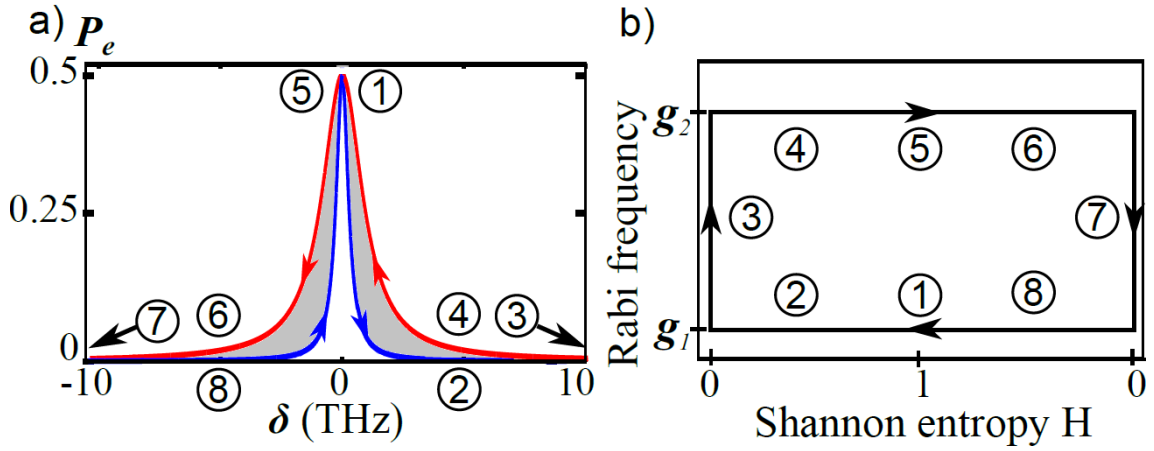 a)
P_e
0.5
0.25
0
-10
0
10
δ (THz)
⑤ ①
⑦ ⑥ ④ ③
⑧ ②
b)
Rabi frequency
g_2
g_1
④ ⑤ ⑥
③ ⑦
② ① ⑧
0
1
0
Shannon entropy H